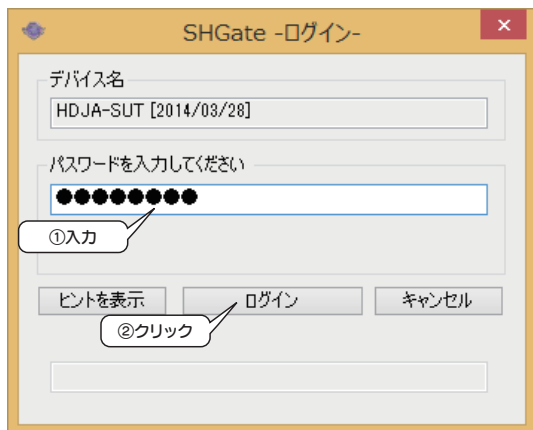 SHGate -ログイン-
デバイス名
HDJA-SUT [2014/03/28]
パスワードを入力してください
●●●●●●●●
①入力
ヒントを表示 ログイン キャンセル
②クリック